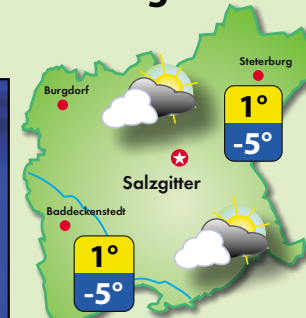 Steterburg
Burgdorf
1°
-5°
Salzgitter
Baddeckenstedt
1°
-5°